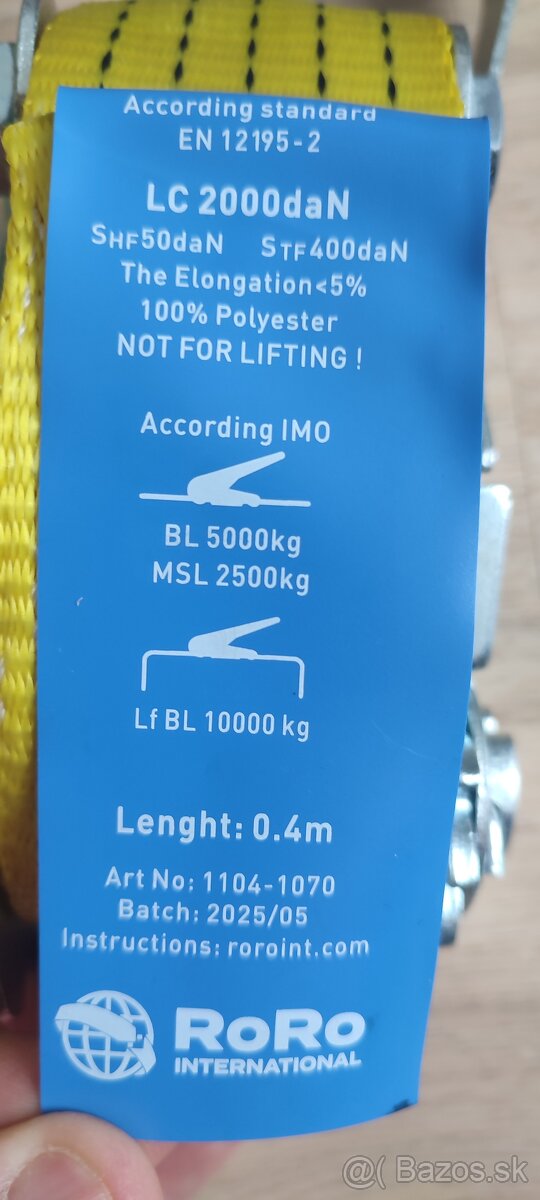 According standard
EN 12195-2
LC 2000daN
SHF50daN STF400daN
The Elongation<5%
100% Polyester
NOT FOR LIFTING !
According IMO
BL 5000kg
MSL 2500kg
Lf BL 10000 kg
Lenght: 0.4m
Art No: 1104-1070
Batch: 2025/05
Instructions: roroint.com
RoRo
INTERNATIONAL
@ Bazos.sk